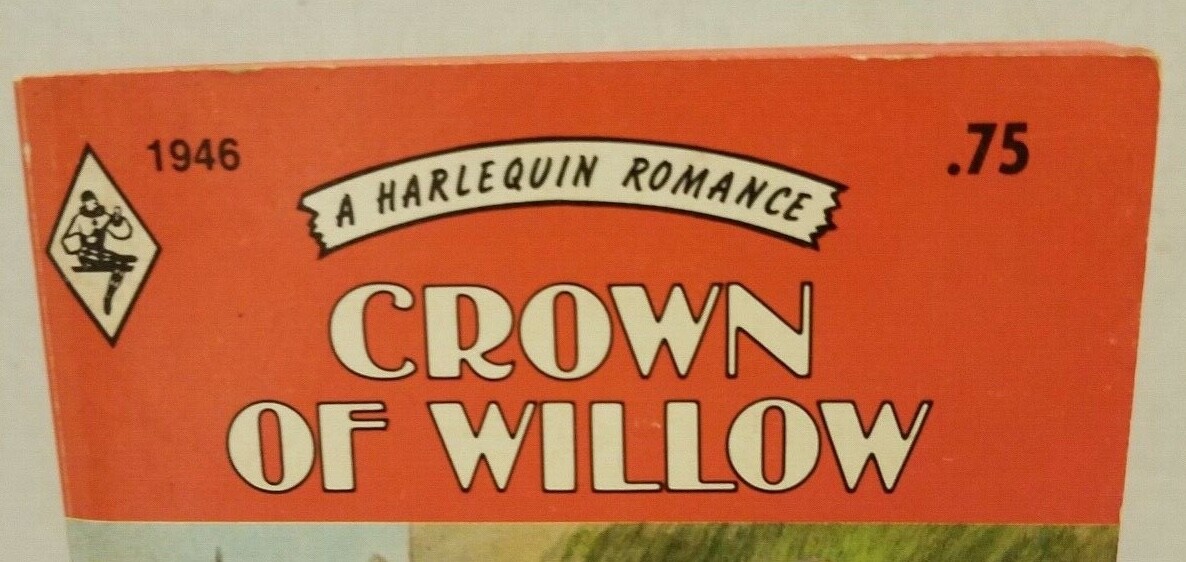 1946
.75
A HARLEQUIN ROMANCE
CROWN
OF WILLOW